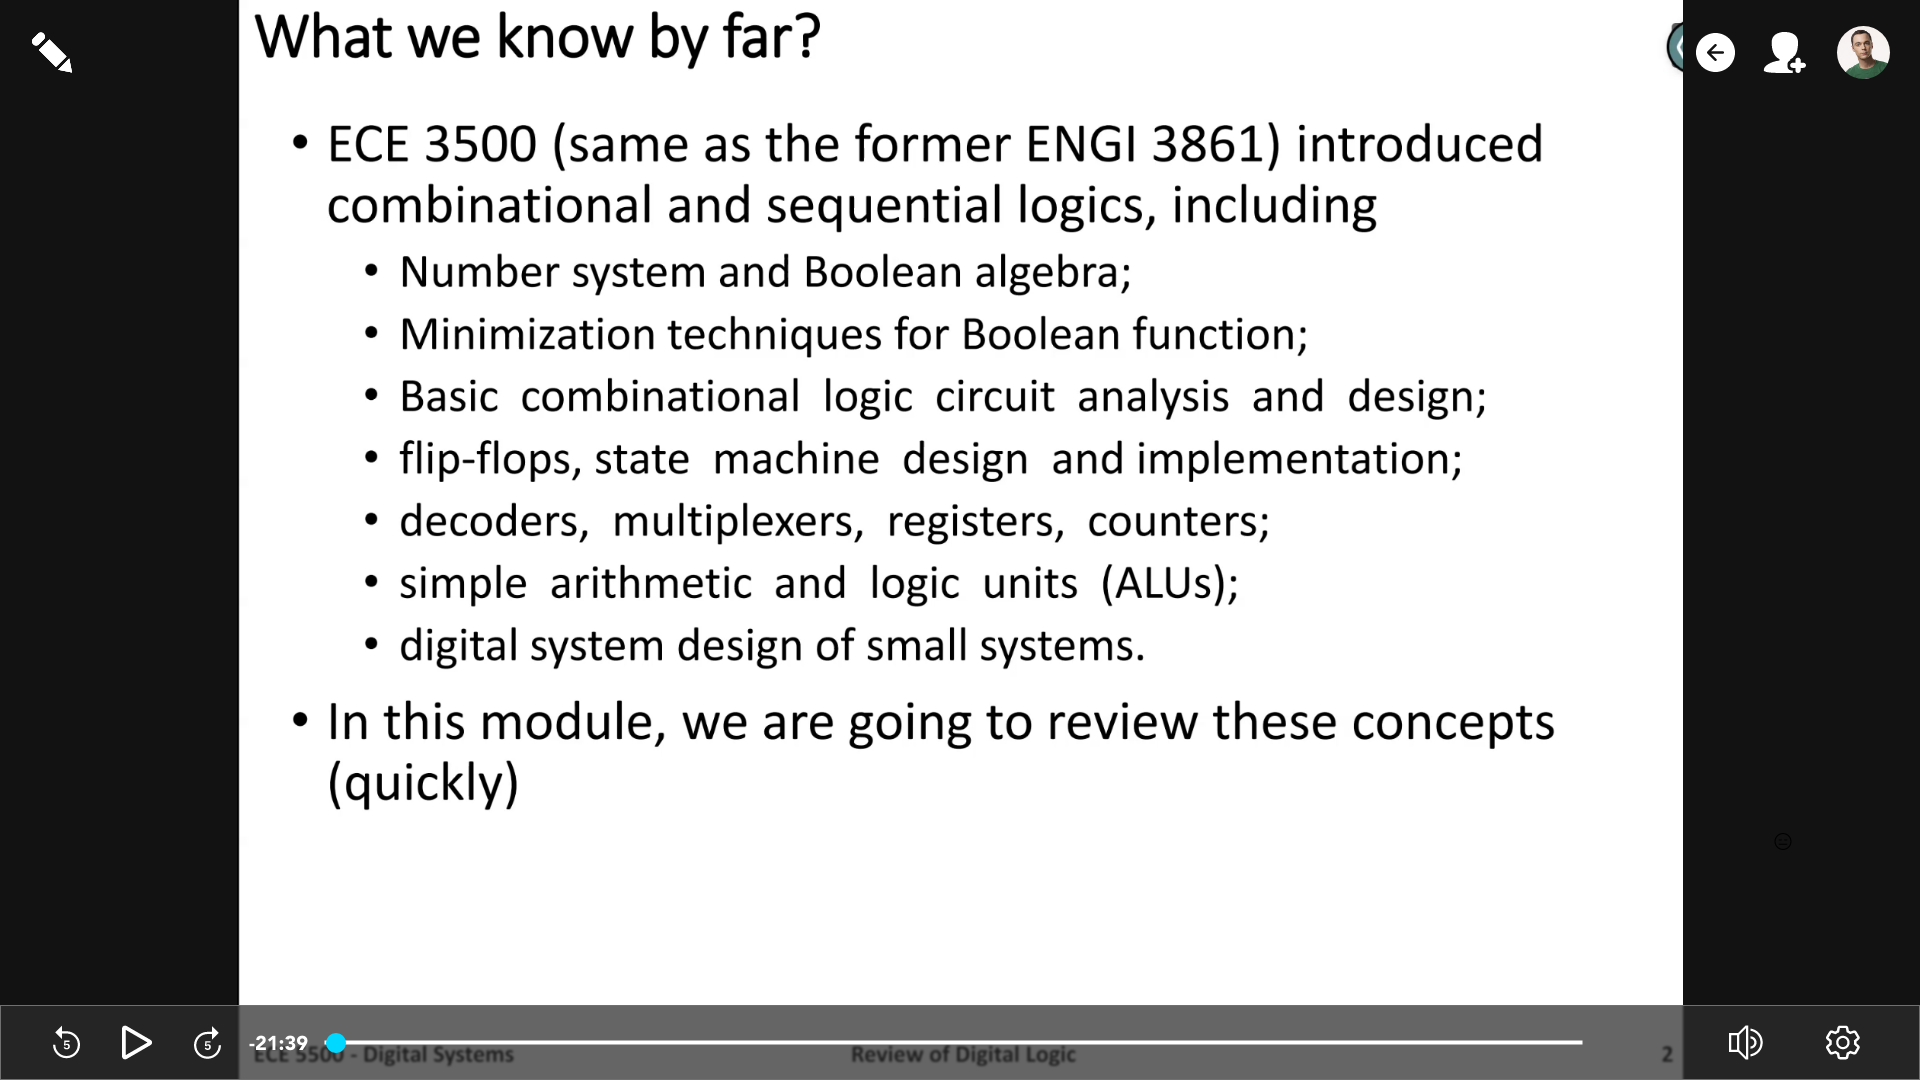 What we know by far?
• ECE 3500 (same as the former ENGI 3861) introduced
combinational and sequential logics, including
• Number system and Boolean algebra;
• Minimization techniques for Boolean function;
• Basic combinational logic circuit analysis and design;
• flip-flops, state machine design and implementation;
• decoders, multiplexers, registers, counters;
• simple arithmetic and logic units (ALUs);
• digital system design of small systems.
• In this module, we are going to review these concepts
(quickly)
5
5
-21:39
ECE 5500 - Digital Systems
Review of Digital Logic
2